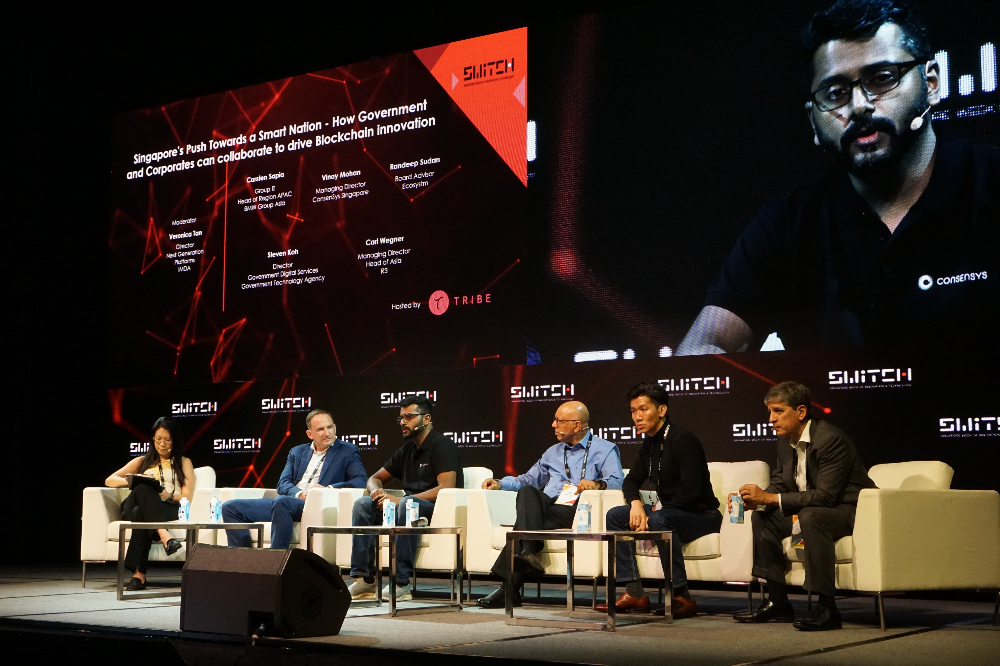 SWITCH
Singapore's Push Towards a Smart Nation - How Government
and Corporates can collaborate to drive Blockchain innovation
Carsten Sapia
Group IT
Head of Region APAC
BMW Group Asia
Vinay Mohan
Managing Director
ConsenSys Singapore
Randeep Sudan
Board Advisor
Ecosystm
Moderator
Veronica Tan
Director
Next Generation
Platforms
IMDA
Steven Koh
Director
Government Digital Services
Government Technology Agency
Carl Wegner
Managing Director
Head of Asia
R3
Hosted by
TRIBE
CONSENSYS
SWITCH
SWITCH
SWITCH
SWITCH
SWITCH
SWITCH
SWITCH
SWITCH
SWITCH
SWITCH
SWITCH